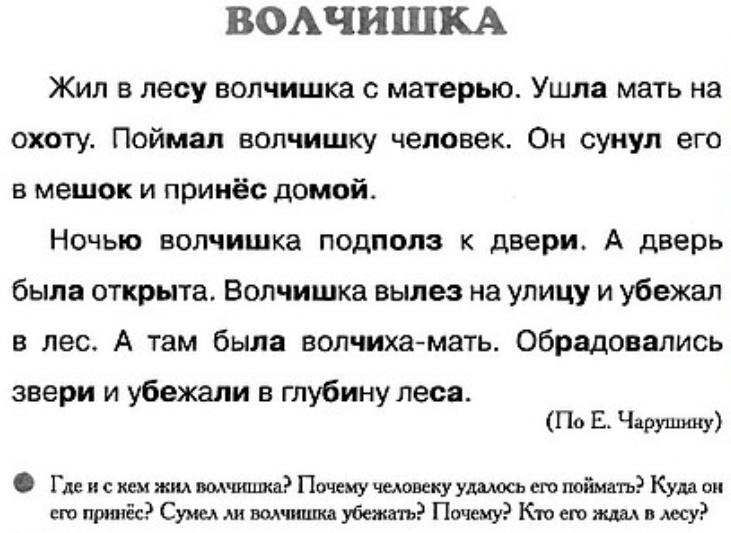 ВОЛЧИШКА
Жил в лесу волчишка с матерью. Ушла мать на
охоту. Поймал волчишку человек. Он сунул его
в мешок и принёс домой.
Ночью волчишка подполз к двери. А дверь
была открыта. Волчишка вылез на улицу и убежал
в лес. А там была волчиха-мать. Обрадовались
звери и убежали в глубину леса.
(По Е. Чарушину)
Где и с кем жил волчишка? Почему человеку удалось его поймать? Куда он
его принёс? Сумел ли волчишка убежать? Почему? Кто его ждал в лесу?